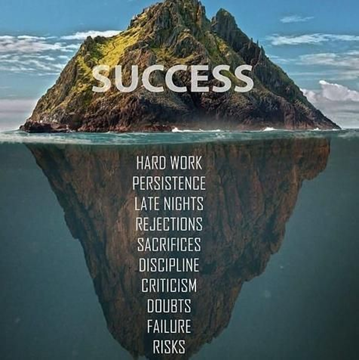 SUCCESS
HARD WORK
PERSISTENCE
LATE NIGHTS
REJECTIONS
SACRIFICES
DISCIPLINE
CRITICISM
DOUBTS
FAILURE
RISKS